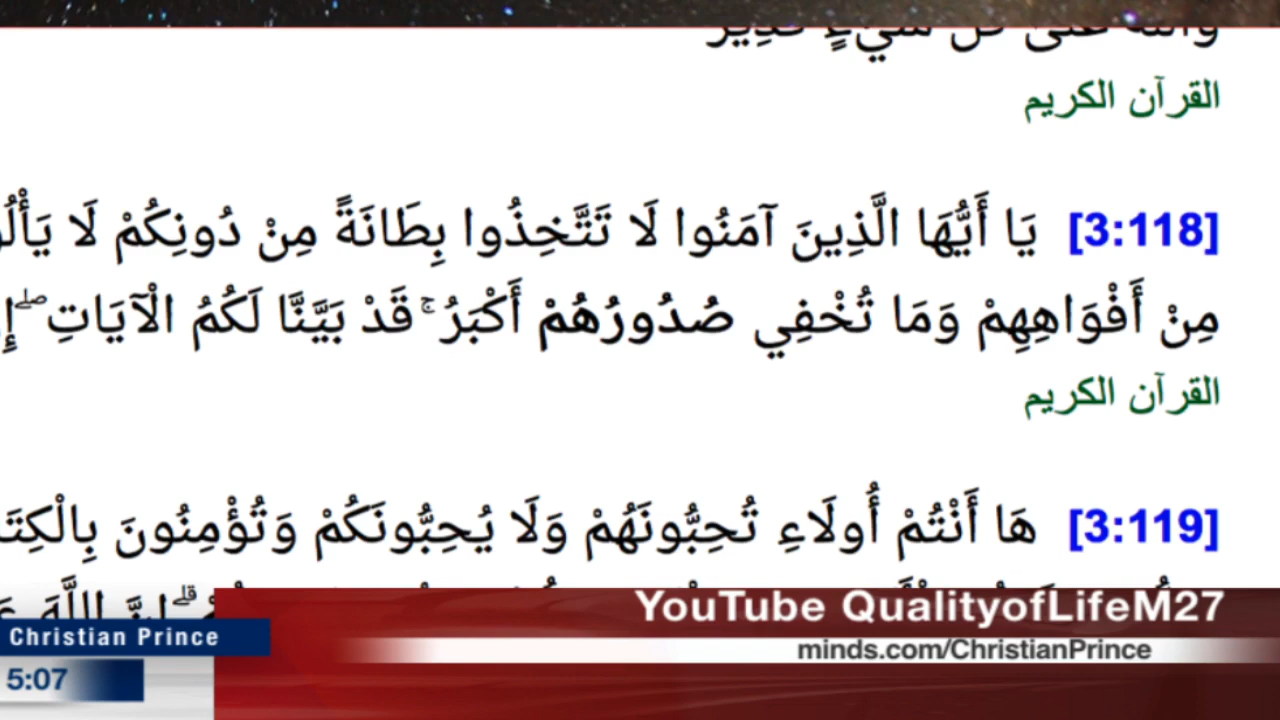 القرآن الكريم
[3:118] يَا أَيُّهَا الَّذِينَ آمَنُوا لَا تَتَّخِذُوا بِطَانَةً مِنْ دُونِكُمْ لَا
مِنْ أَفْوَاهِهِمْ وَمَا تُخْفِي صُدُورُهُمْ أَكْبَرُ ۚ قَدْ بَيَّنَّا لَكُمُ الْآيَاتِ ۖ
القرآن الكريم
[3:119] هَا أَنْتُمْ أُولَاءِ تُحِبُّونَهُمْ وَلَا يُحِبُّونَكُمْ وَتُؤْمِنُونَ
YouTube QualityofLifeM27
Christian Prince
minds.com/ChristianPrince
5:07